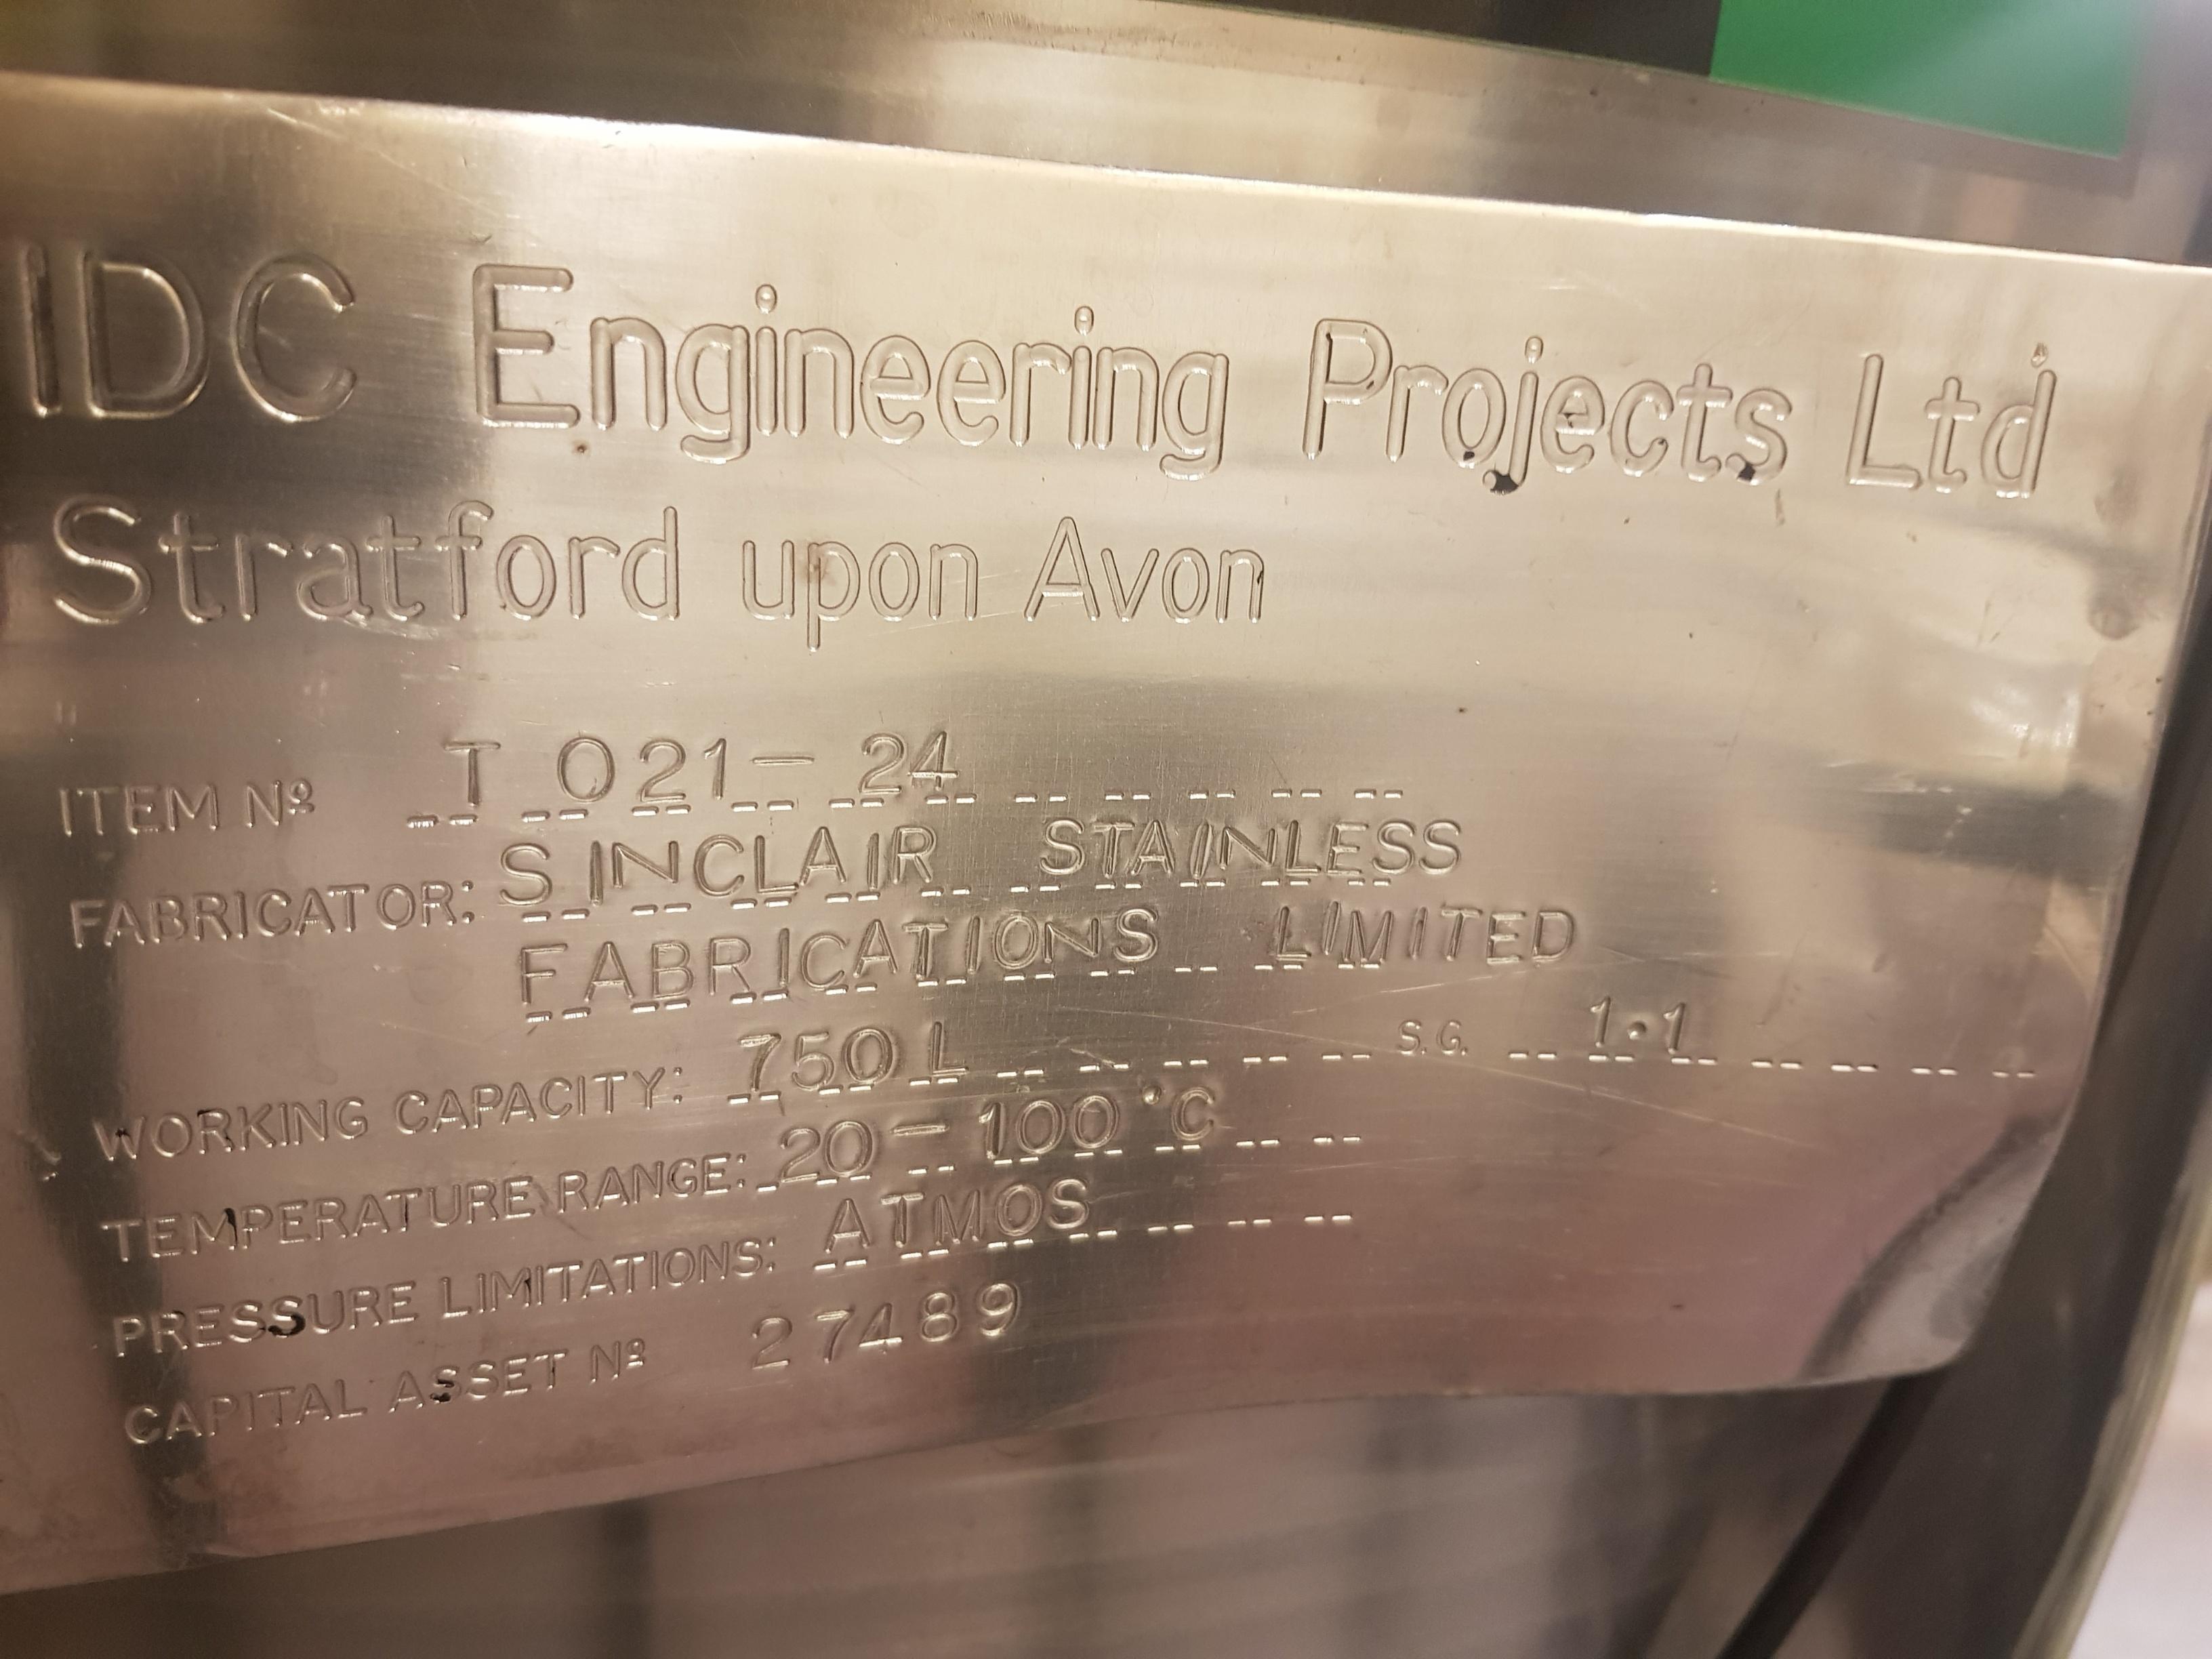 IDC Engineering Projects Ltd
Stratford upon Avon
ITEM Nº T 021 - 24
FABRICATOR: SINCLAIR STAINLESS
FABRICATIONS LIMITED
WORKING CAPACITY: 750 L S.G. 1·1
TEMPERATURE RANGE: 20 - 100 °C
PRESSURE LIMITATIONS: ATMOS
CAPITAL ASSET Nº 27489